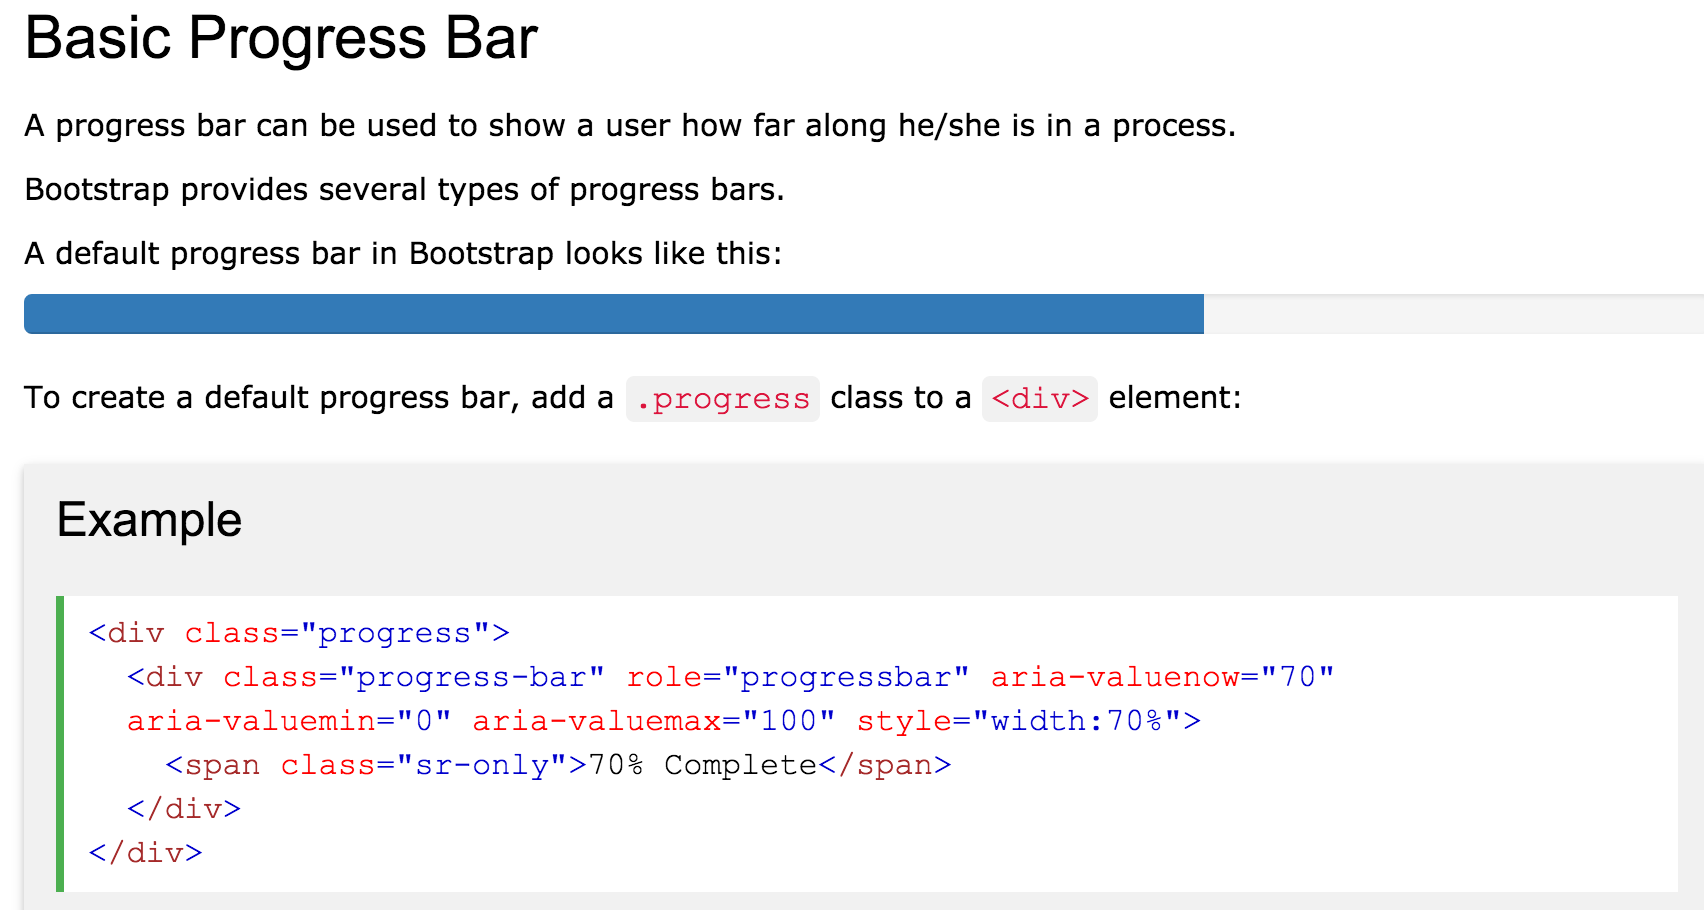 Basic Progress Bar
A progress bar can be used to show a user how far along he/she is in a process.
Bootstrap provides several types of progress bars.
A default progress bar in Bootstrap looks like this:
To create a default progress bar, add a .progress class to a <div> element:
Example
<div class="progress">
  <div class="progress-bar" role="progressbar" aria-valuenow="70"
  aria-valuemin="0" aria-valuemax="100" style="width:70%">
    <span class="sr-only">70% Complete</span>
  </div>
</div>